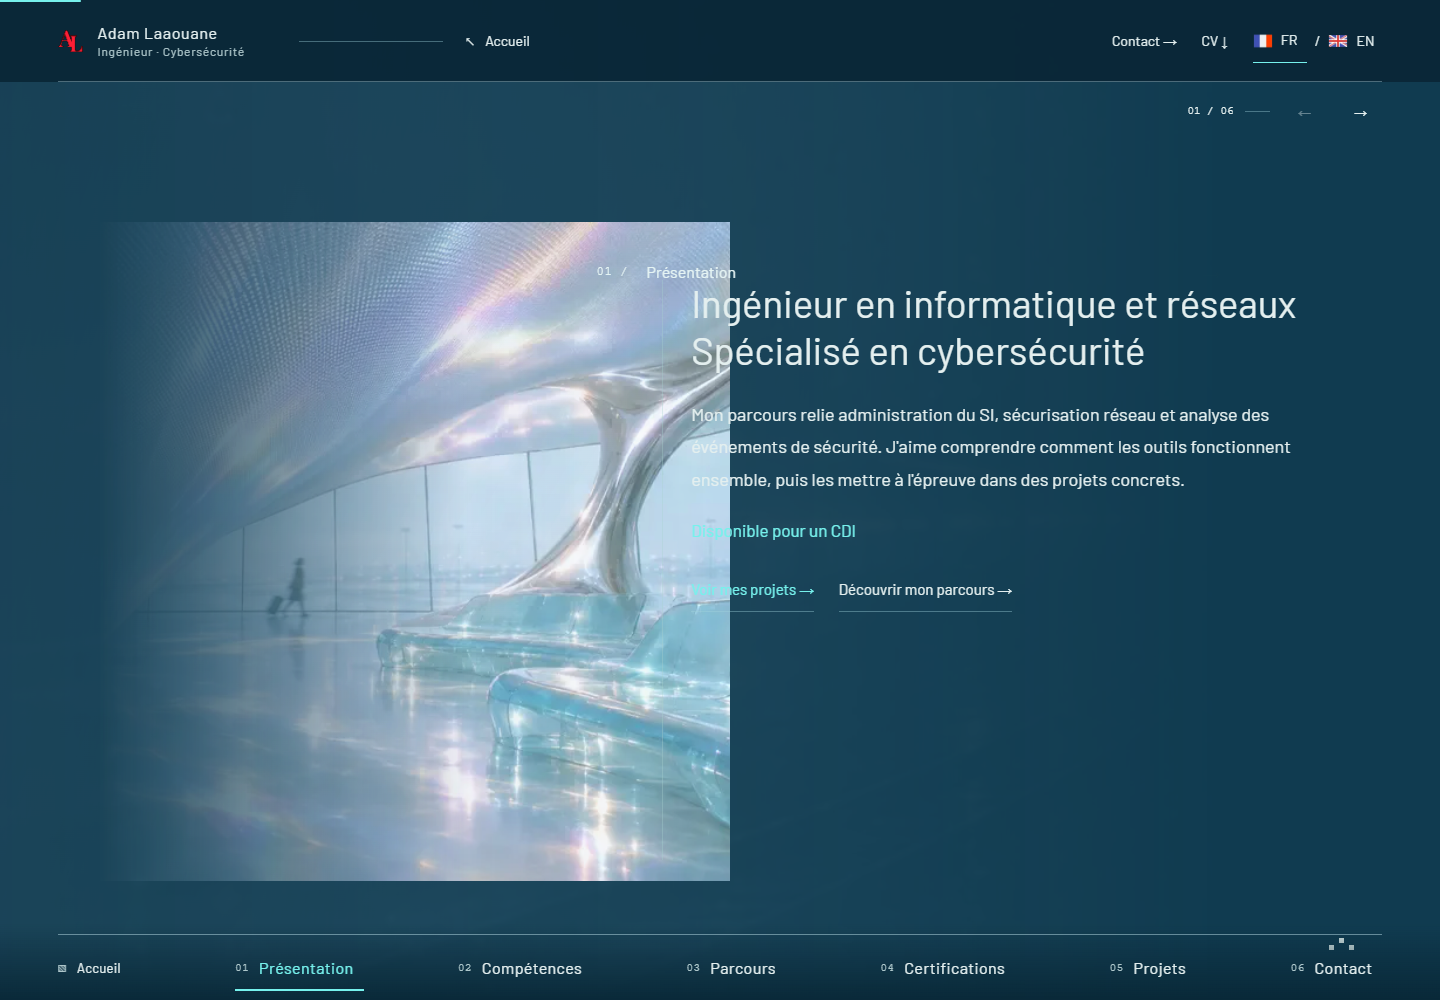 AL
Adam Laaouane
Ingénieur · Cybersécurité
↖ Accueil
Contact →
CV ↓
FR / EN
01 / 06
← →
01 / Présentation
Ingénieur en informatique et réseaux
Spécialisé en cybersécurité
Mon parcours relie administration du SI, sécurisation réseau et analyse des
événements de sécurité. J'aime comprendre comment les outils fonctionnent
ensemble, puis les mettre à l'épreuve dans des projets concrets.
Disponible pour un CDI
Voir mes projets →
Découvrir mon parcours →
Accueil
01 Présentation
02 Compétences
03 Parcours
04 Certifications
05 Projets
06 Contact